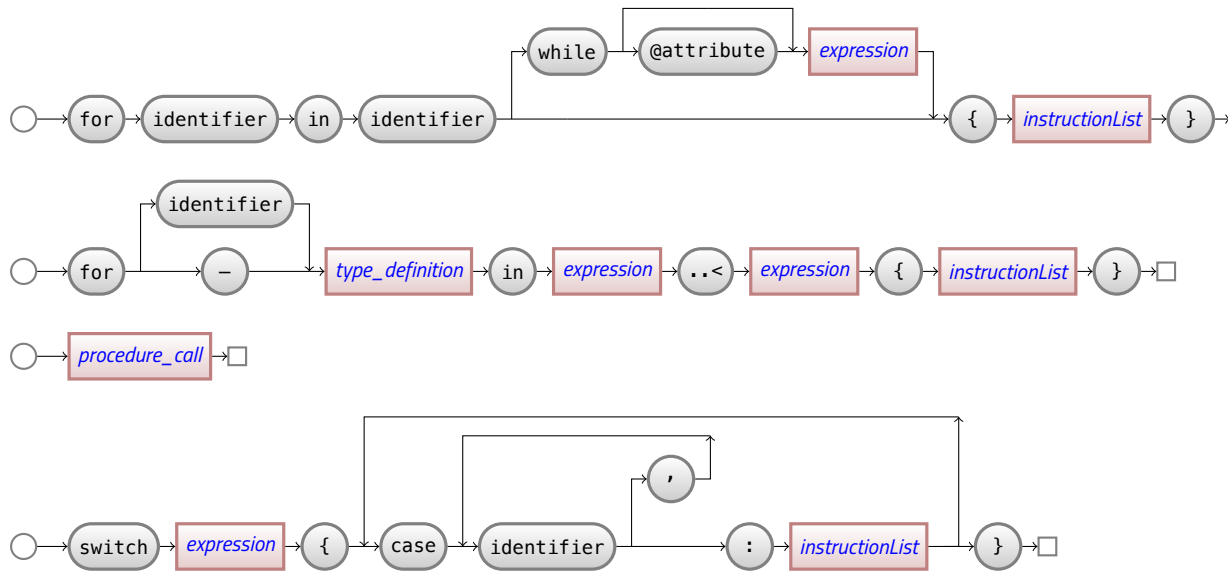 while @attribute expression
for identifier in identifier { instructionList }
identifier
for – type_definition in expression ..< expression { instructionList }
procedure_call
,
switch expression { case identifier : instructionList }